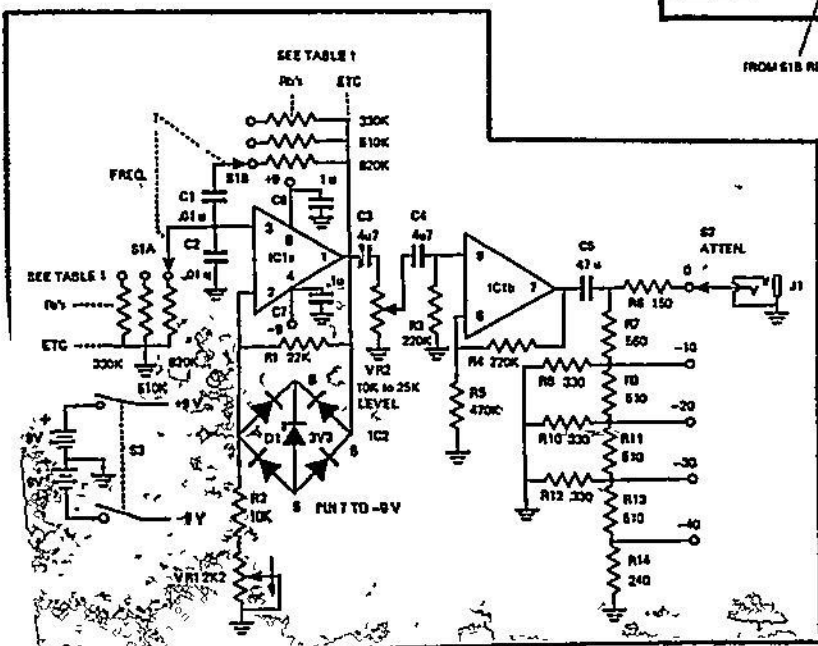 FROM S1B
SEE TABLE 1
Rb's
ETC
330K
510K
820K
FREQ.
S1B
+9
.1u
C1
C6
.01u
C3
4u7
C4
4u7
S2
ATTEN.
3
8
IC1a
1
5
IC1b
7
C5
47u
0
J1
S1A
C2
.01u
4
2
.1u
C7
-9
6
R6 150
SEE TABLE 1
R3
220K
R7
560
R1 22K
R4 220K
ETC
330K
820K
510K
VR2
10K to 25K
LEVEL
R8 330
R9
510
-10
+9V
+
9V
S3
+
9V
-
-9V
8
D1
3V3
IC2
R5
470K
-20
R10 330
R11
510
-30
R12 330
R13
510
5
PIN 7 TO -9V
R2
10K
-40
R14
240
VR1 2K2